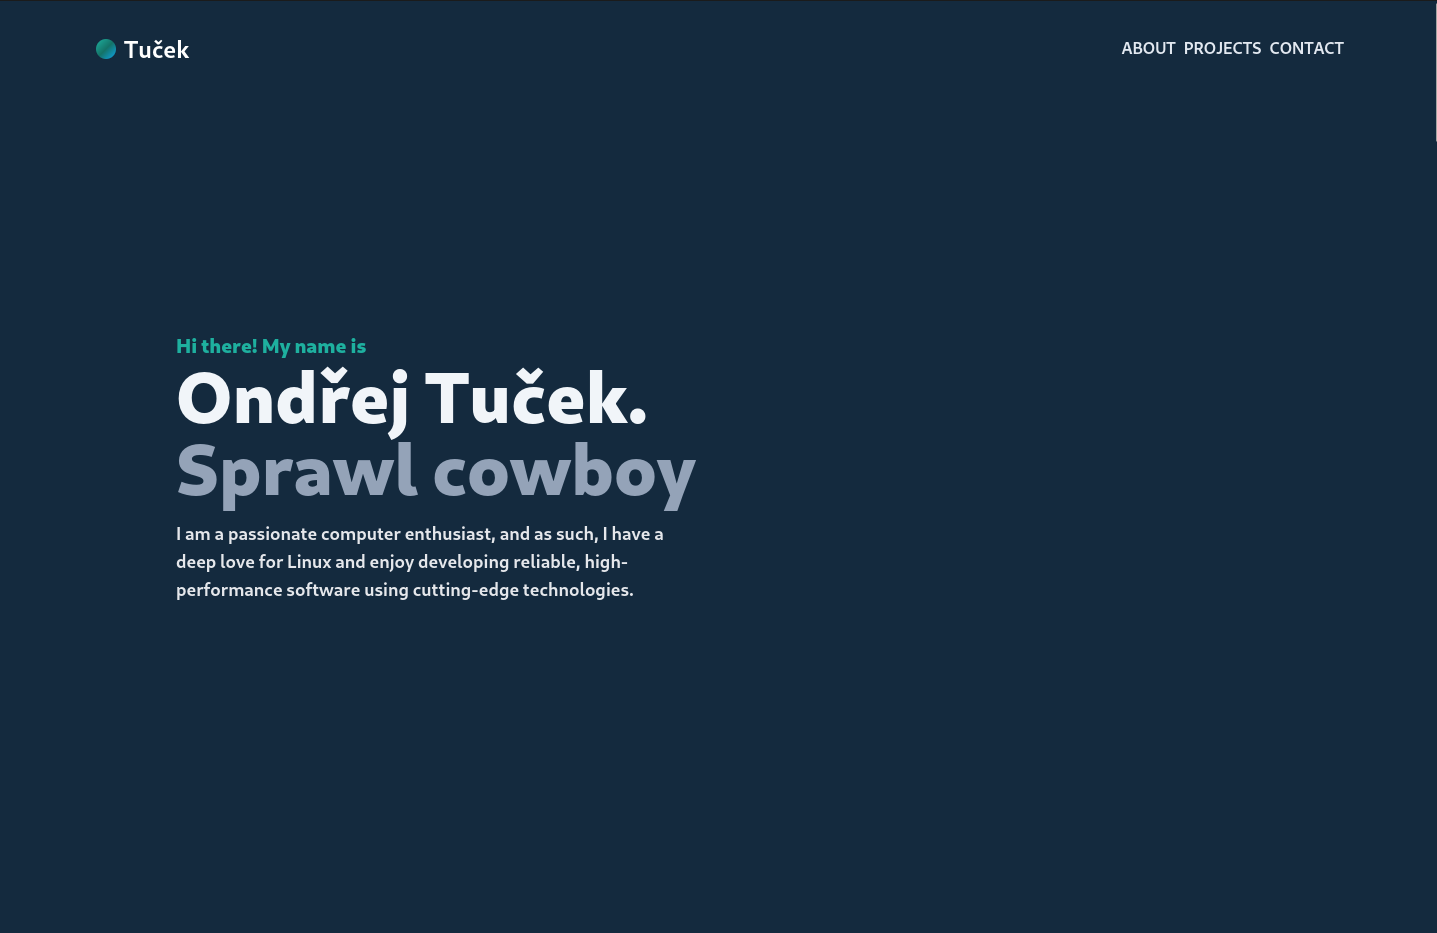 Tuček
ABOUT PROJECTS CONTACT
Hi there! My name is
Ondřej Tuček.
Sprawl cowboy
I am a passionate computer enthusiast, and as such, I have a
deep love for Linux and enjoy developing reliable, high-
performance software using cutting-edge technologies.